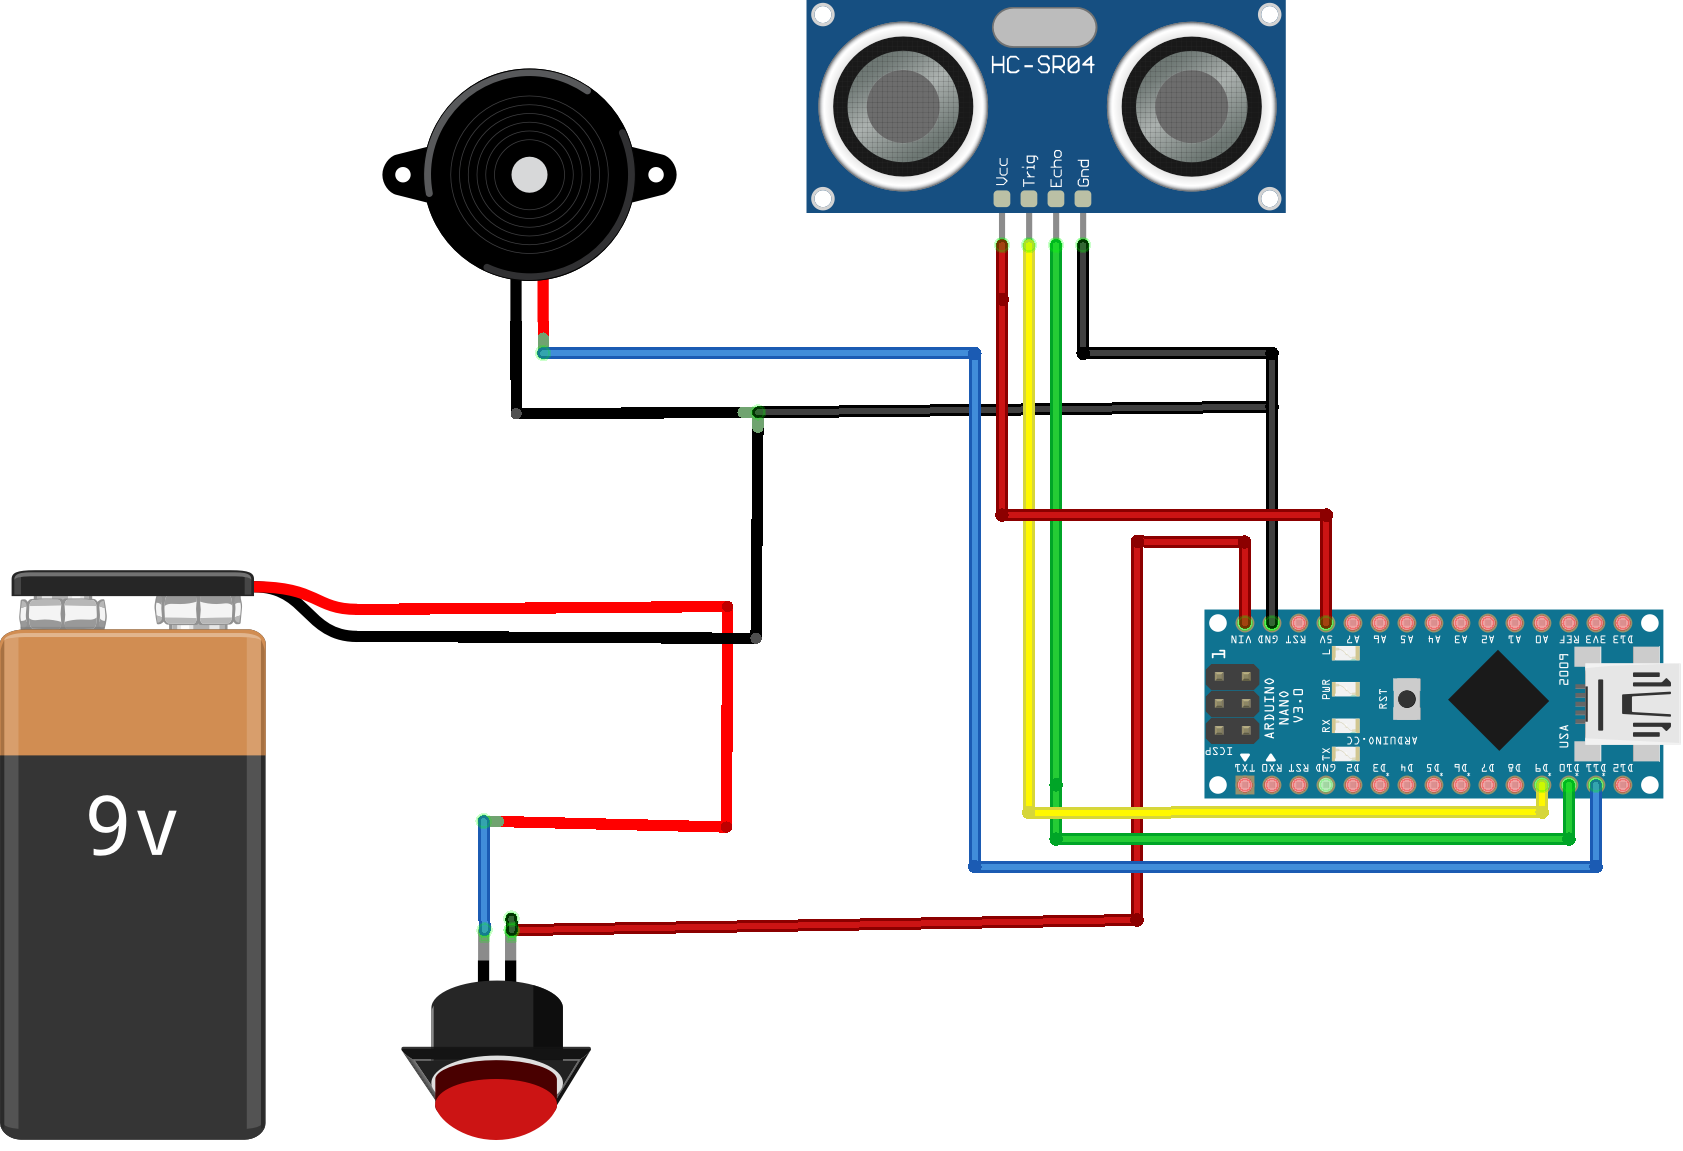 HC-SR04
Vcc
Trig
Echo
Gnd
9v
VIN GND RST 5V A7 A6 A5 A4 A3 A2 A1 A0 REF 3V3 D13
1
L
PWR
RX
TX
RST
ARDUINO
NANO
V3.0
ICSP
ARDUINO.CC
USA
2009
TX1 RX0 RST GND D2 D3 D4 D5 D6 D7 D8 D9 D10 D11 D12